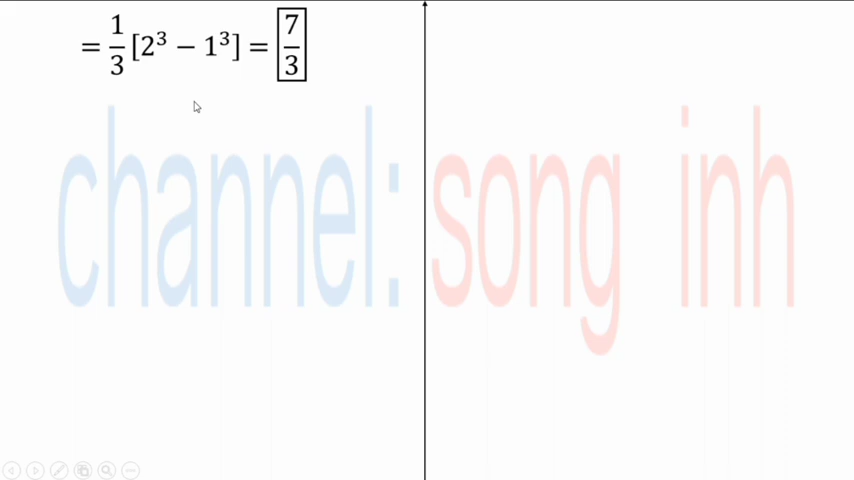 = 1/3 [2³ − 1³] = 7/3
channel: song inh